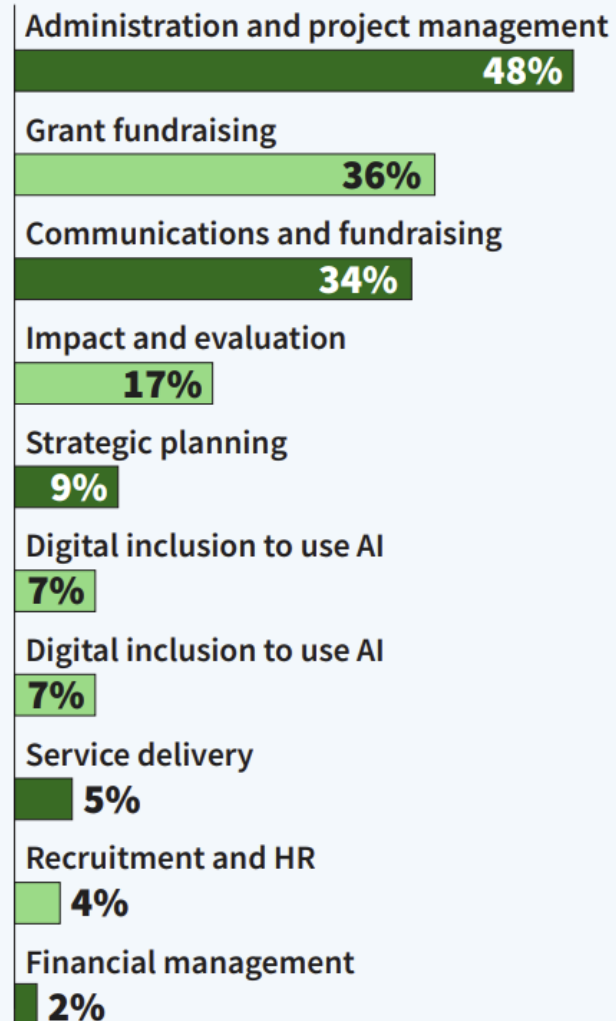 Administration and project management
48%
Grant fundraising
36%
Communications and fundraising
34%
Impact and evaluation
17%
Strategic planning
9%
Digital inclusion to use AI
7%
Digital inclusion to use AI
7%
Service delivery
5%
Recruitment and HR
4%
Financial management
2%